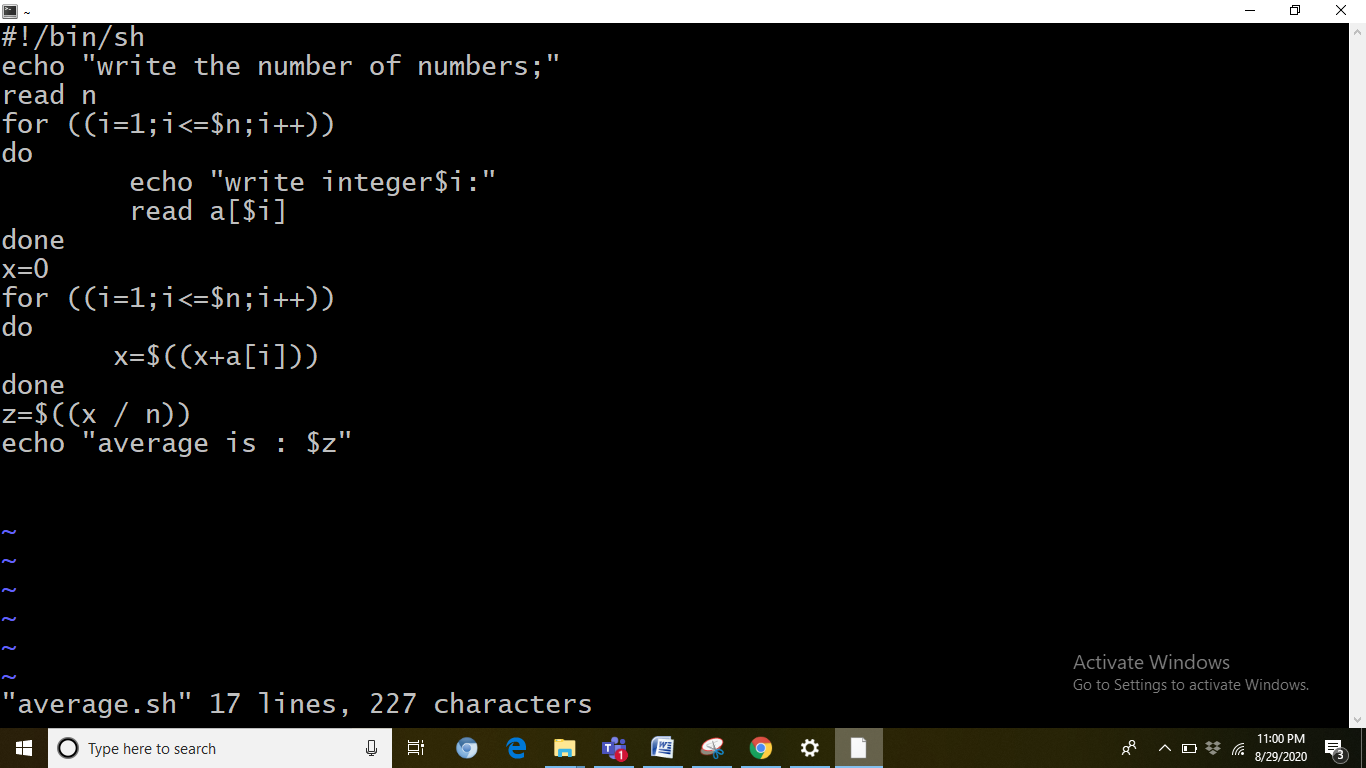 ~
#!/bin/sh
echo "write the number of numbers;"
read n
for ((i=1;i<=$n;i++))
do
        echo "write integer$i:"
        read a[$i]
done
x=0
for ((i=1;i<=$n;i++))
do
       x=$((x+a[i]))
done
z=$((x / n))
echo "average is : $z"
~
~
~
~
~
~
Activate Windows
Go to Settings to activate Windows.
"average.sh" 17 lines, 227 characters
Type here to search
1
11:00 PM
8/29/2020
3